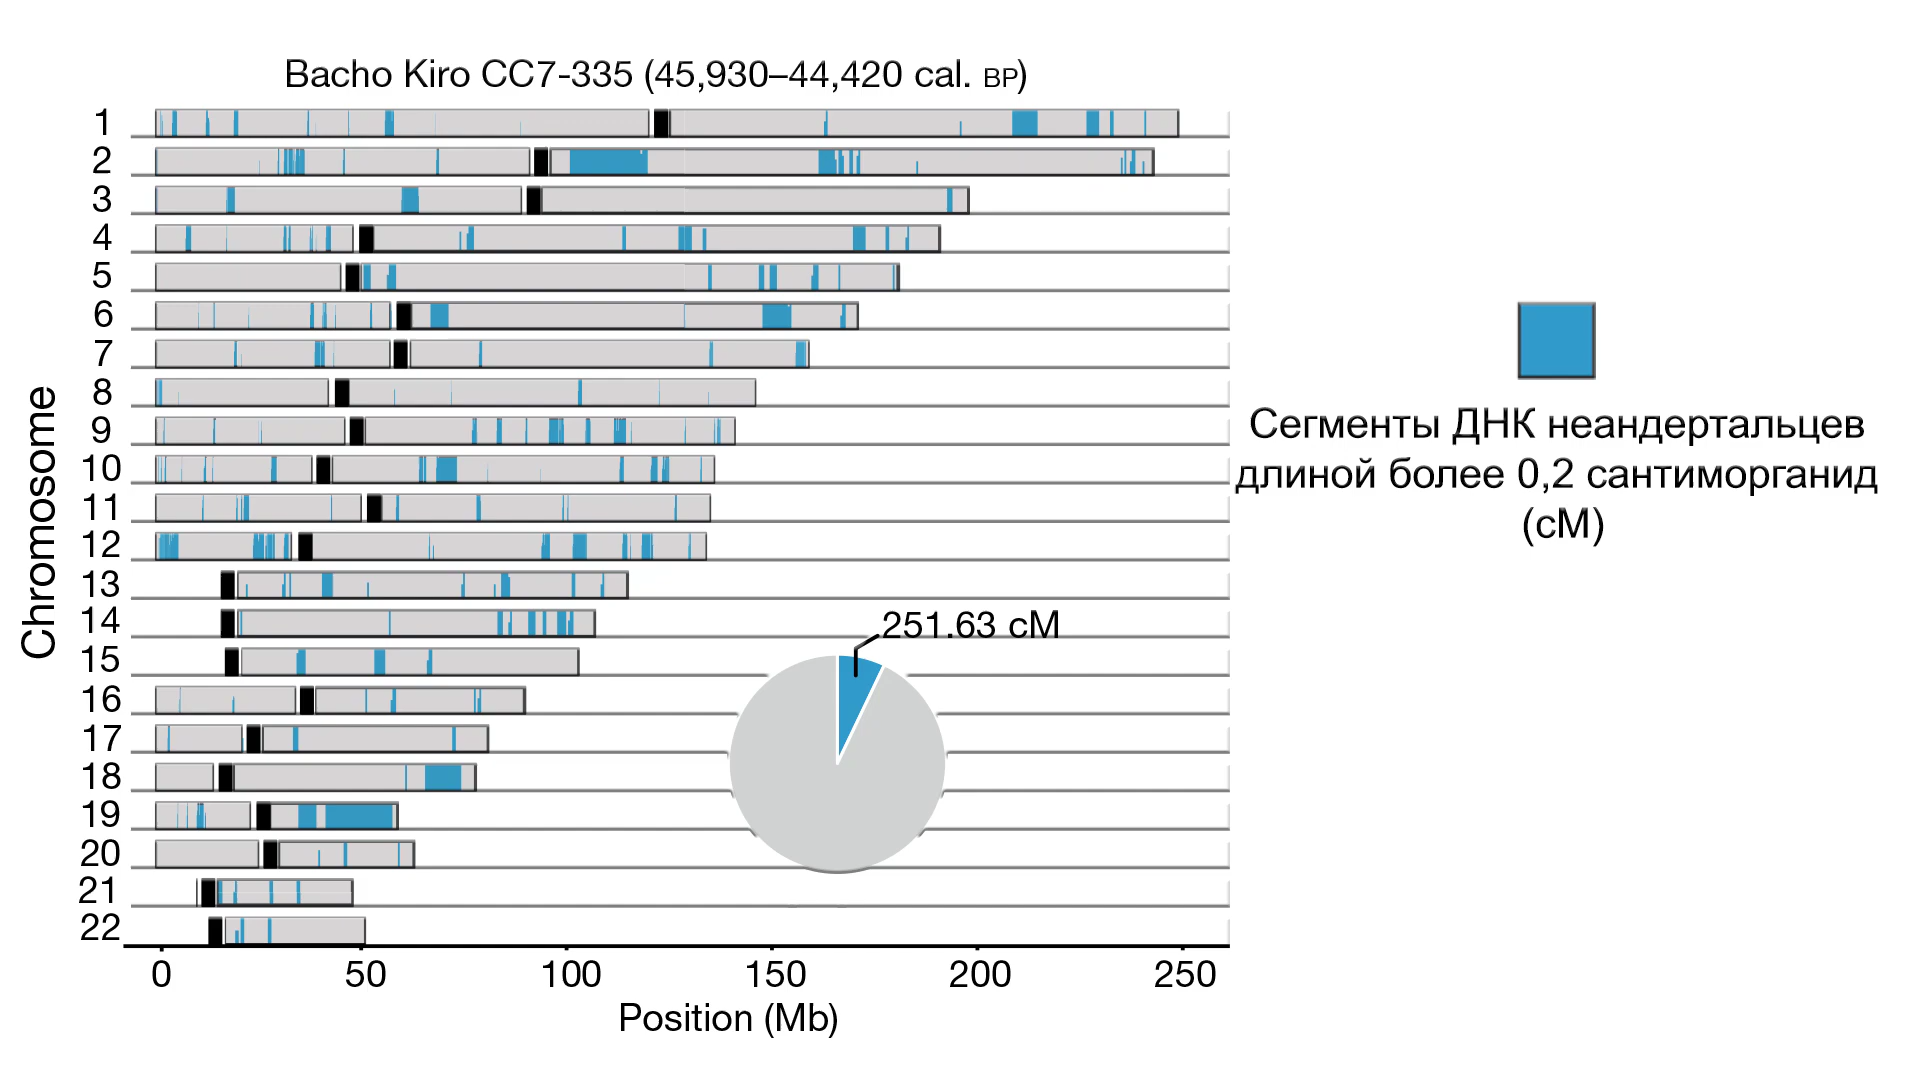 Bacho Kiro CC7-335 (45,930–44,420 cal. BP)
Chromosome
1
2
3
4
5
6
7
8
9
10
11
12
13
14
15
16
17
18
19
20
21
22
251.63 cM
0 50 100 150 200 250
Position (Mb)
Сегменты ДНК неандертальцев
длиной более 0,2 сантиморганид
(сМ)